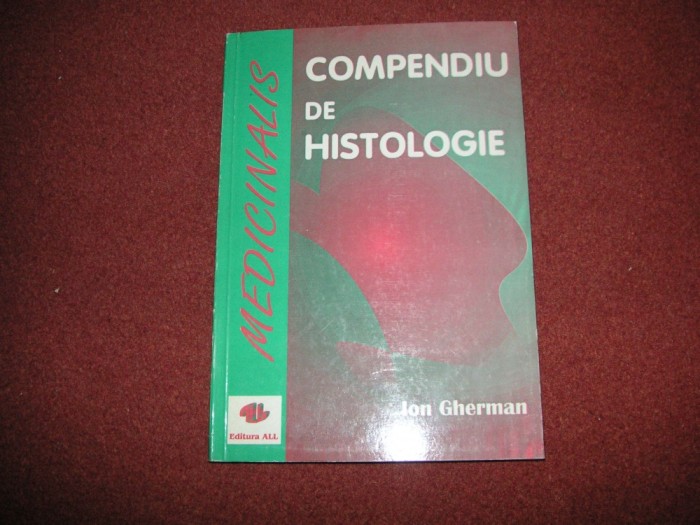 MEDICINALIS
COMPENDIU
DE
HISTOLOGIE
Ion Gherman
Editura ALL